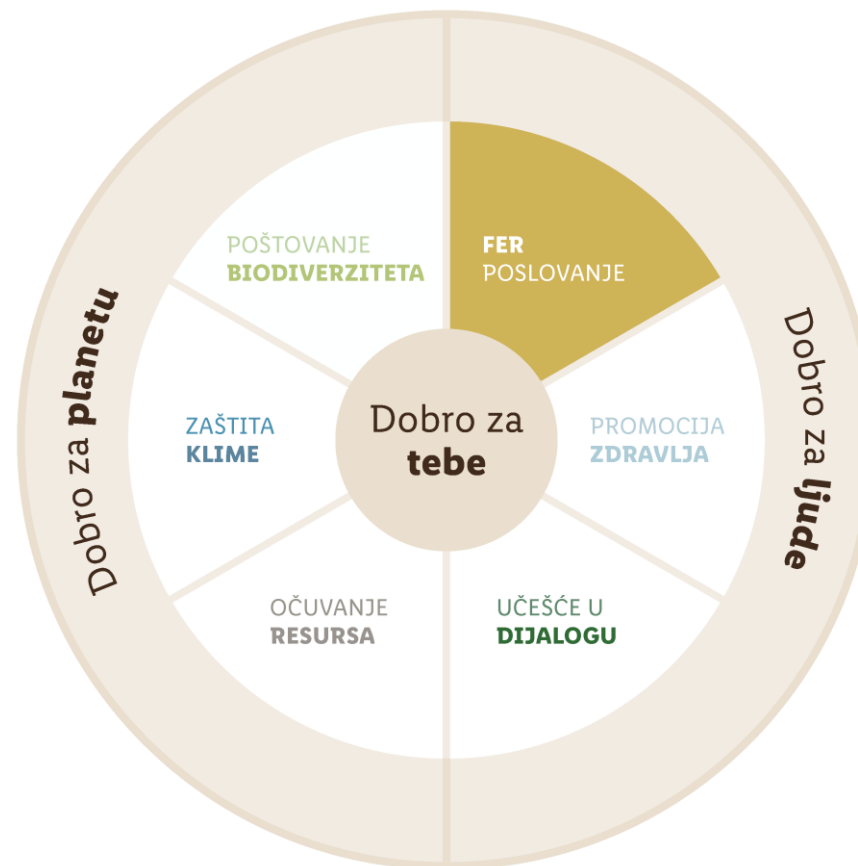 POŠTOVANJE
BIODIVERZITETA
FER
POSLOVANJE
Dobro za planetu
ZAŠTITA
KLIME
Dobro za
tebe
PROMOCIJA
ZDRAVLJA
Dobro za ljude
OČUVANJE
RESURSA
UČEŠĆE U
DIJALOGU